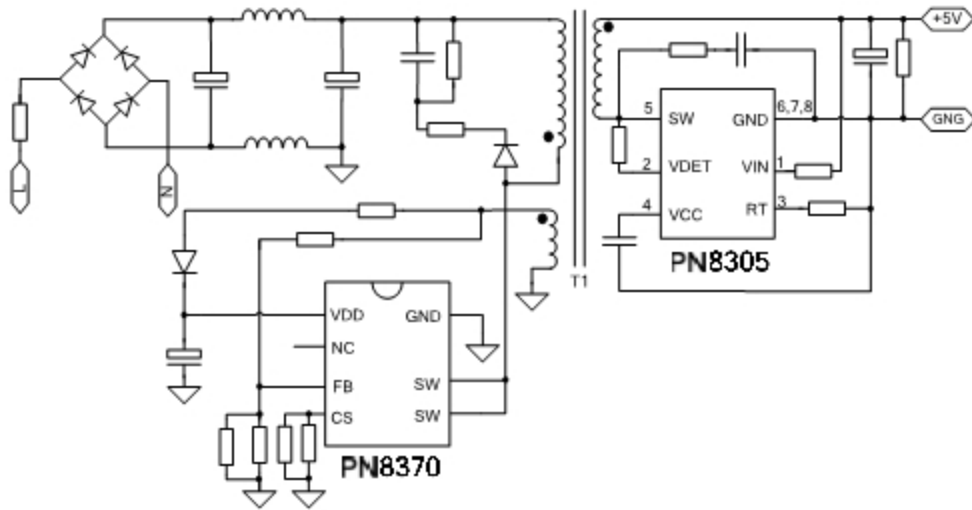 +5V
5 SW GND 6,7,8
GNG
2 VDET VIN 1
L
N
4 VCC RT 3
PN8305
T1
VDD GND
NC
FB SW
CS SW
PN8370